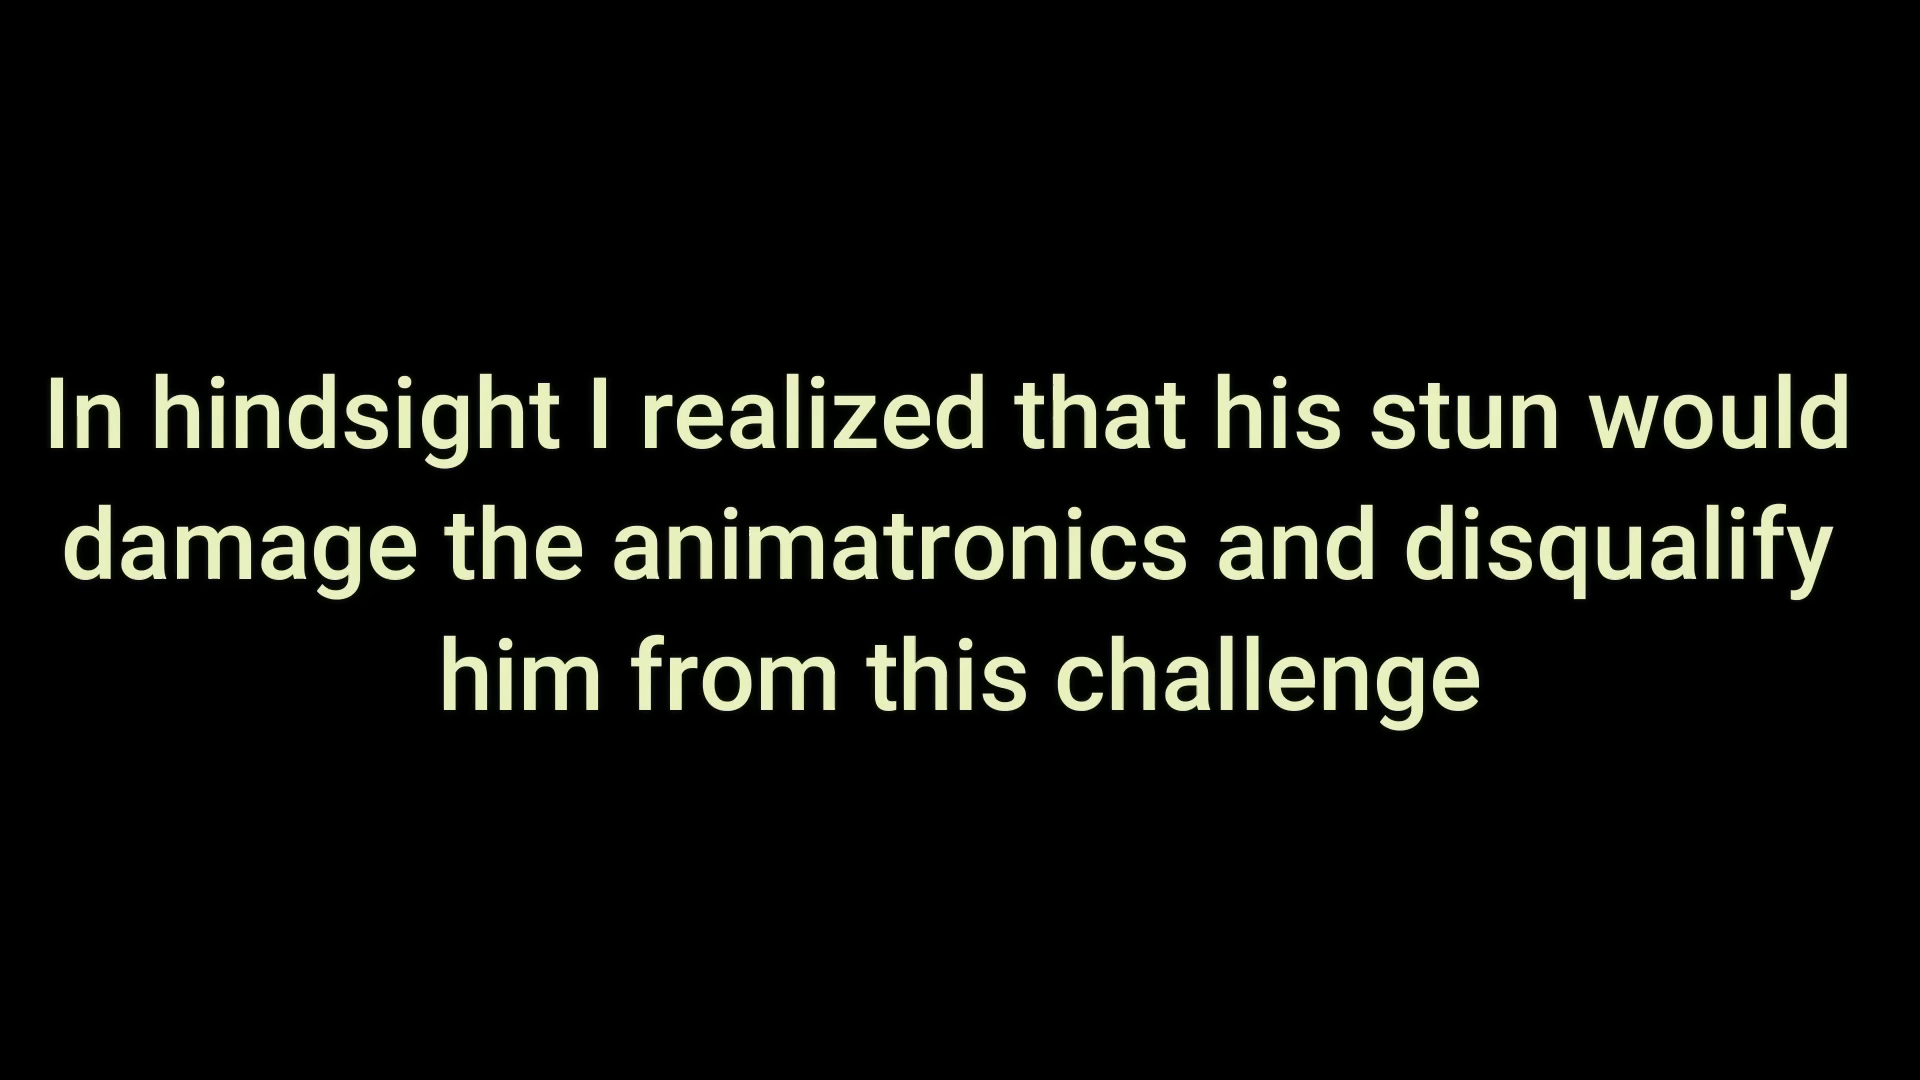 In hindsight I realized that his stun would
damage the animatronics and disqualify
him from this challenge